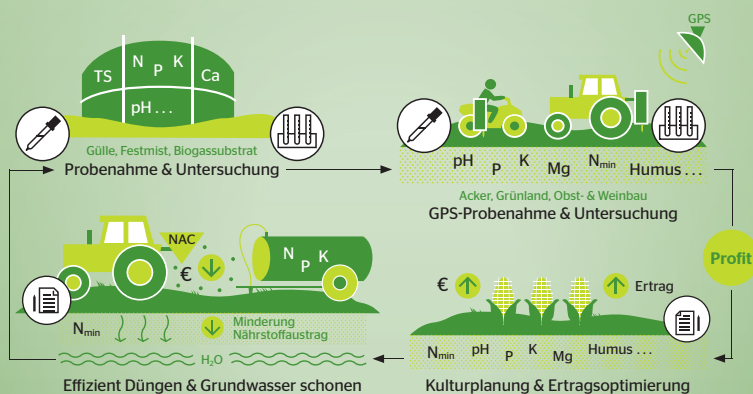 GPS
TS
N P K
Ca
pH ...
Gülle, Festmist, Biogassubstrat
Probenahme & Untersuchung
pH P K Mg Nmin Humus ...
Acker, Grünland, Obst- & Weinbau
GPS-Probenahme & Untersuchung
Profit
NAC
€
N P K
Nmin
Minderung
Nährstoffaustrag
H₂O
Effizient Düngen & Grundwasser schonen
€
Ertrag
Nmin pH P K Mg Humus ...
Kulturplanung & Ertragsoptimierung